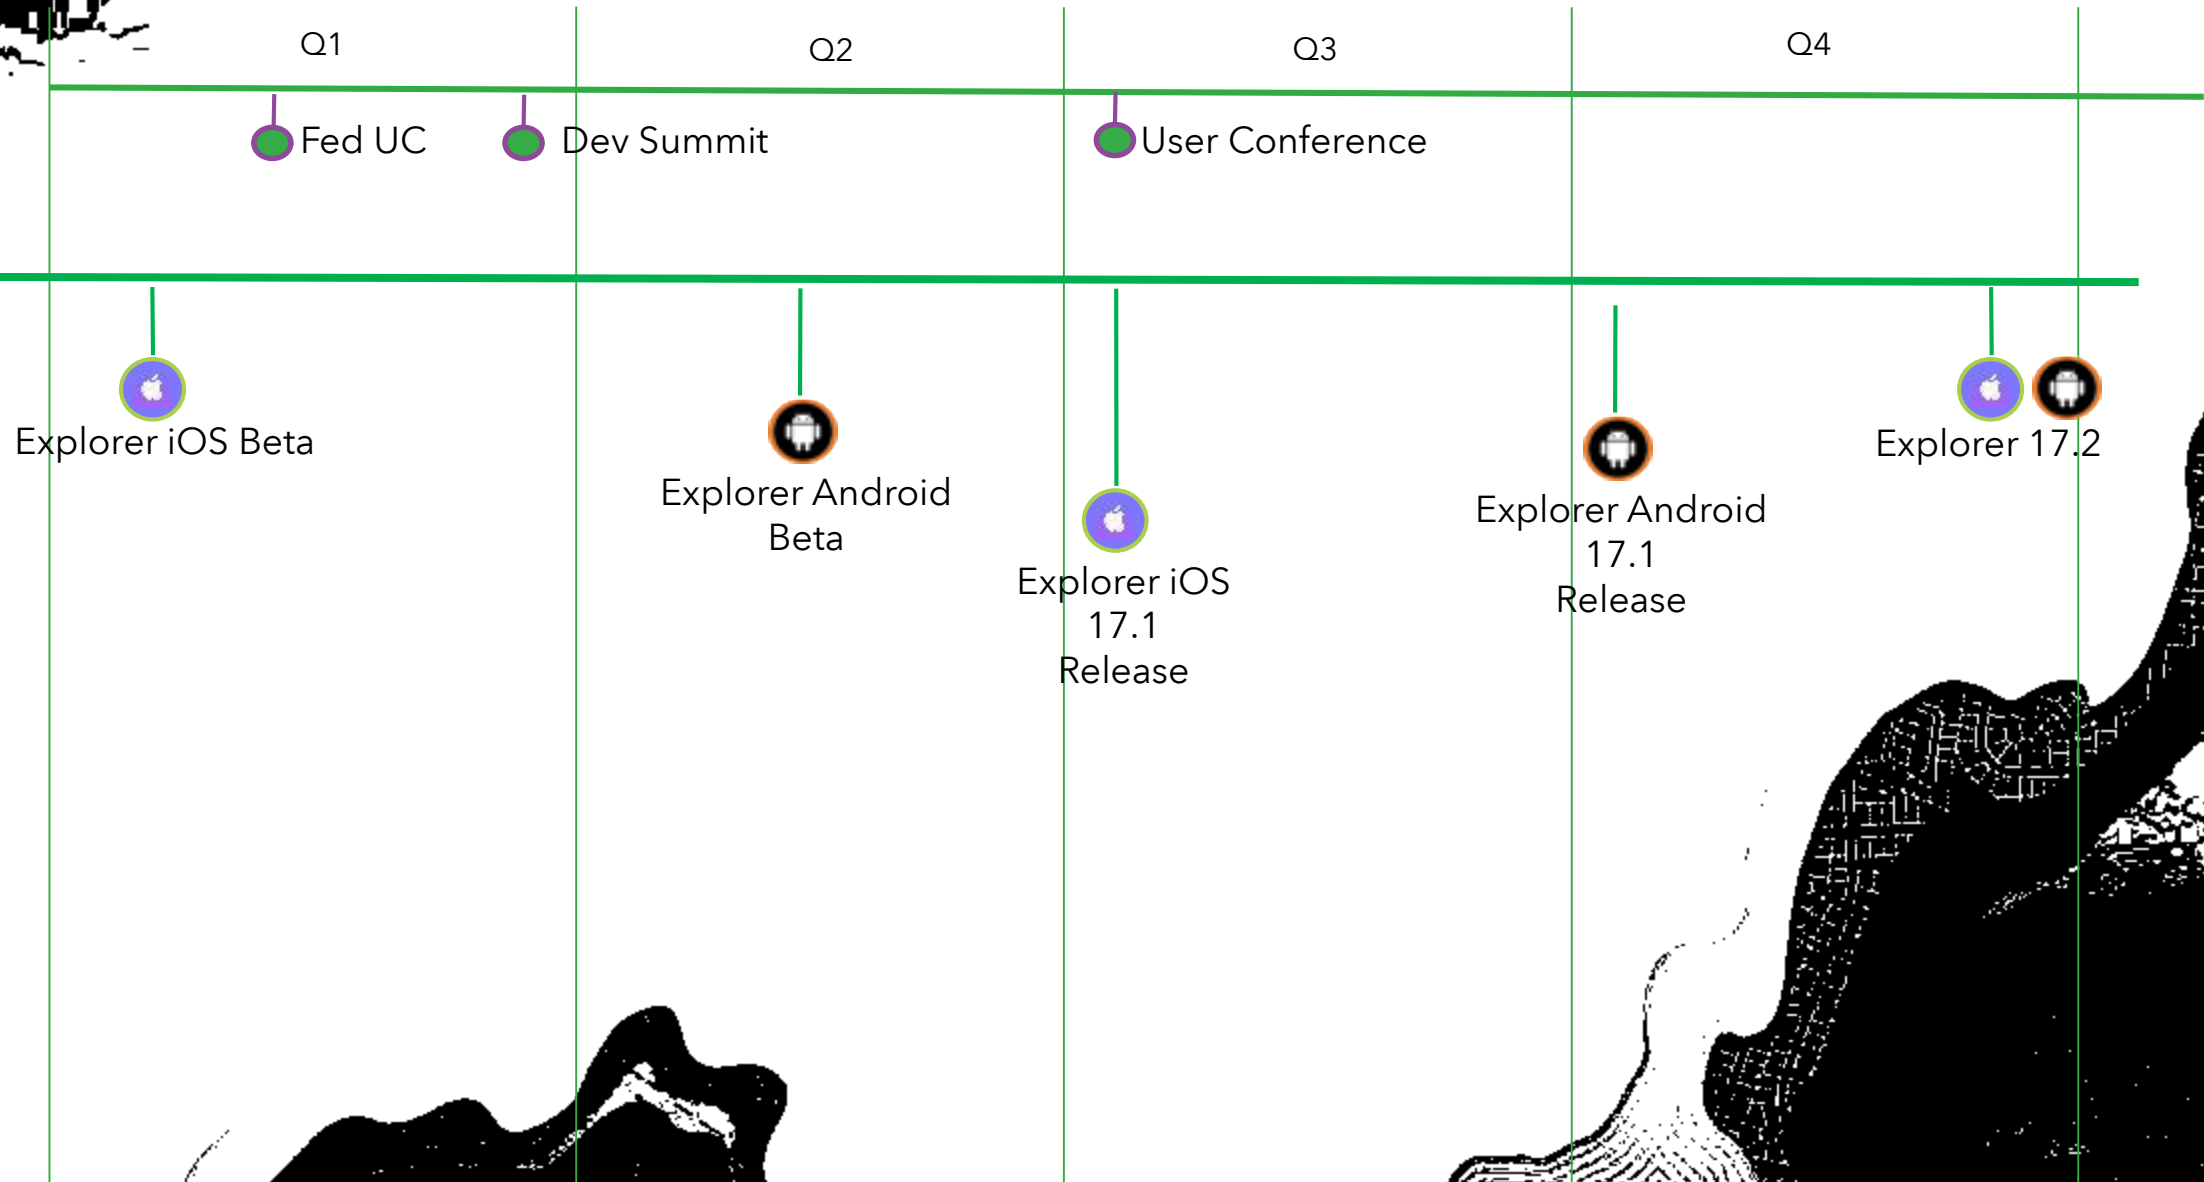 Q1
Q2
Q3
Q4
Fed UC
Dev Summit
User Conference
Explorer iOS Beta
Explorer Android
Beta
Explorer iOS
17.1
Release
Explorer Android
17.1
Release
Explorer 17.2